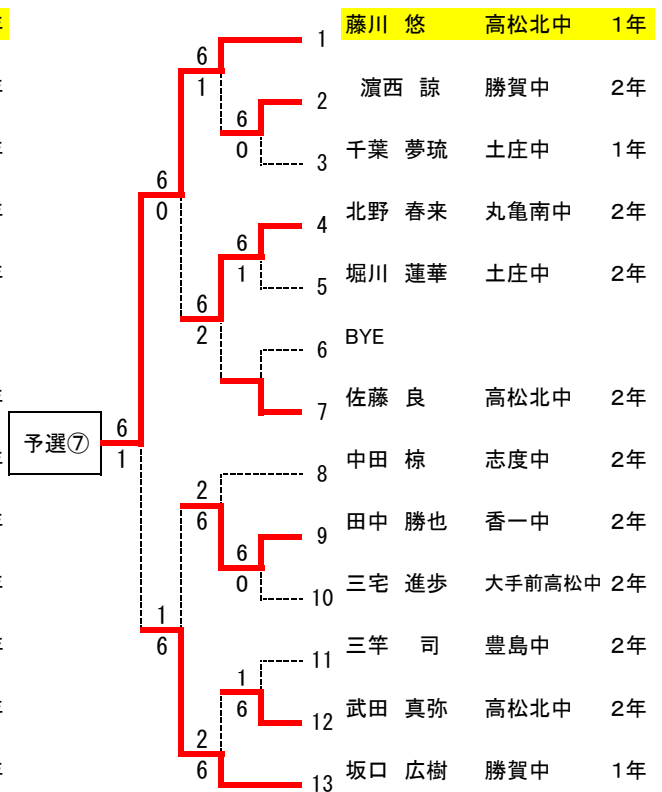 1 藤川 悠 高松北中 1年
2 濵西 諒 勝賀中 2年
3 千葉 夢琉 土庄中 1年
4 北野 春来 丸亀南中 2年
5 堀川 蓮華 土庄中 2年
6 BYE
7 佐藤 良 高松北中 2年
8 中田 椋 志度中 2年
9 田中 勝也 香一中 2年
10 三宅 進歩 大手前高松中 2年
11 三竿 司 豊島中 2年
12 武田 真弥 高松北中 2年
13 坂口 広樹 勝賀中 1年
予選⑦
6
1
6
0
1
6
6
1
6
2
2
6
2
6
6
0
6
1
6
0
1
6